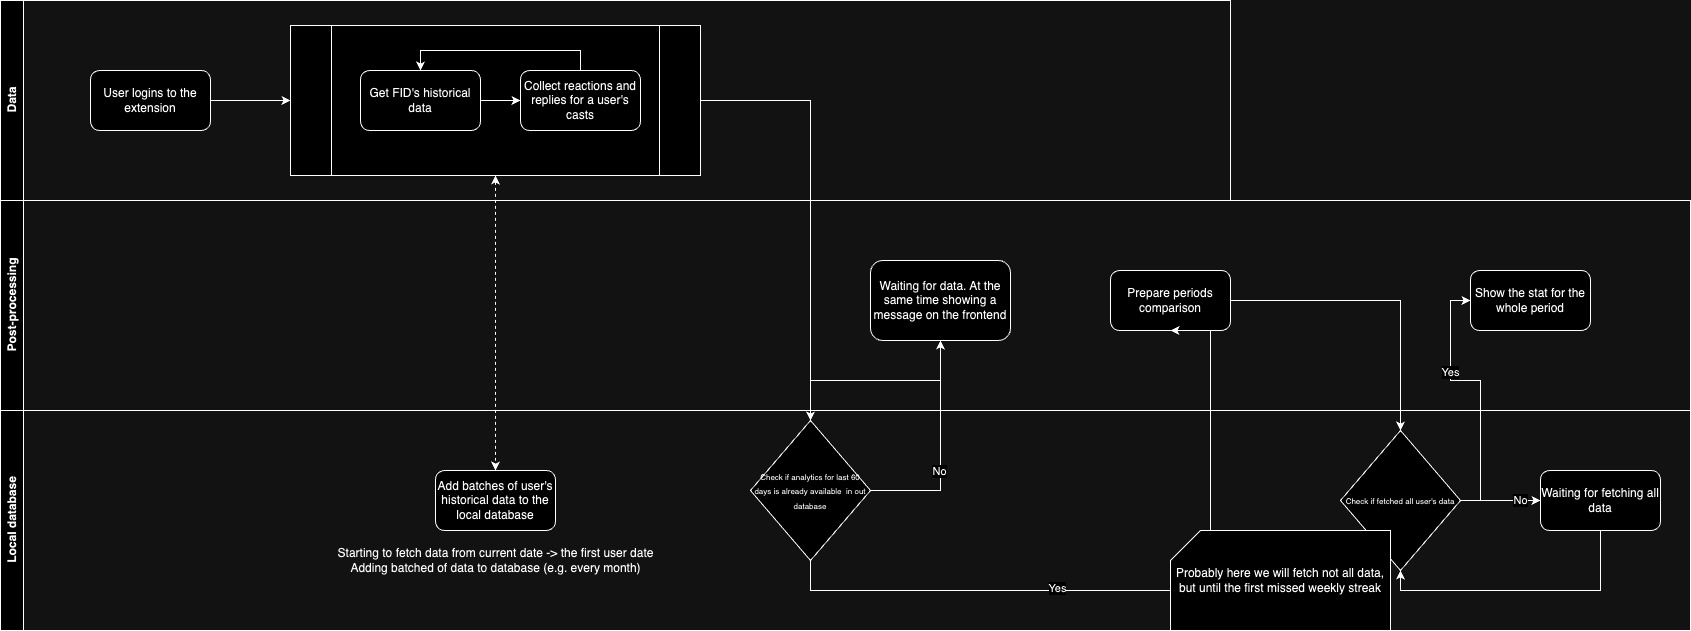 Data
User logins to the
extension
Get FID's historical
data
Collect reactions and
replies for a user's
casts
Post-processing
Waiting for data. At the
same time showing a
message on the frontend
Prepare periods
comparison
Show the stat for the
whole period
Yes
Local database
Add batches of user's
historical data to the
local database
Starting to fetch data from current date -> the first user date
Adding batched of data to database (e.g. every month)
Check if analytics for last 60
days is already available in out
database
No
Yes
Check if fetched all user's data
No
Waiting for fetching all
data
Probably here we will fetch not all data,
but until the first missed weekly streak